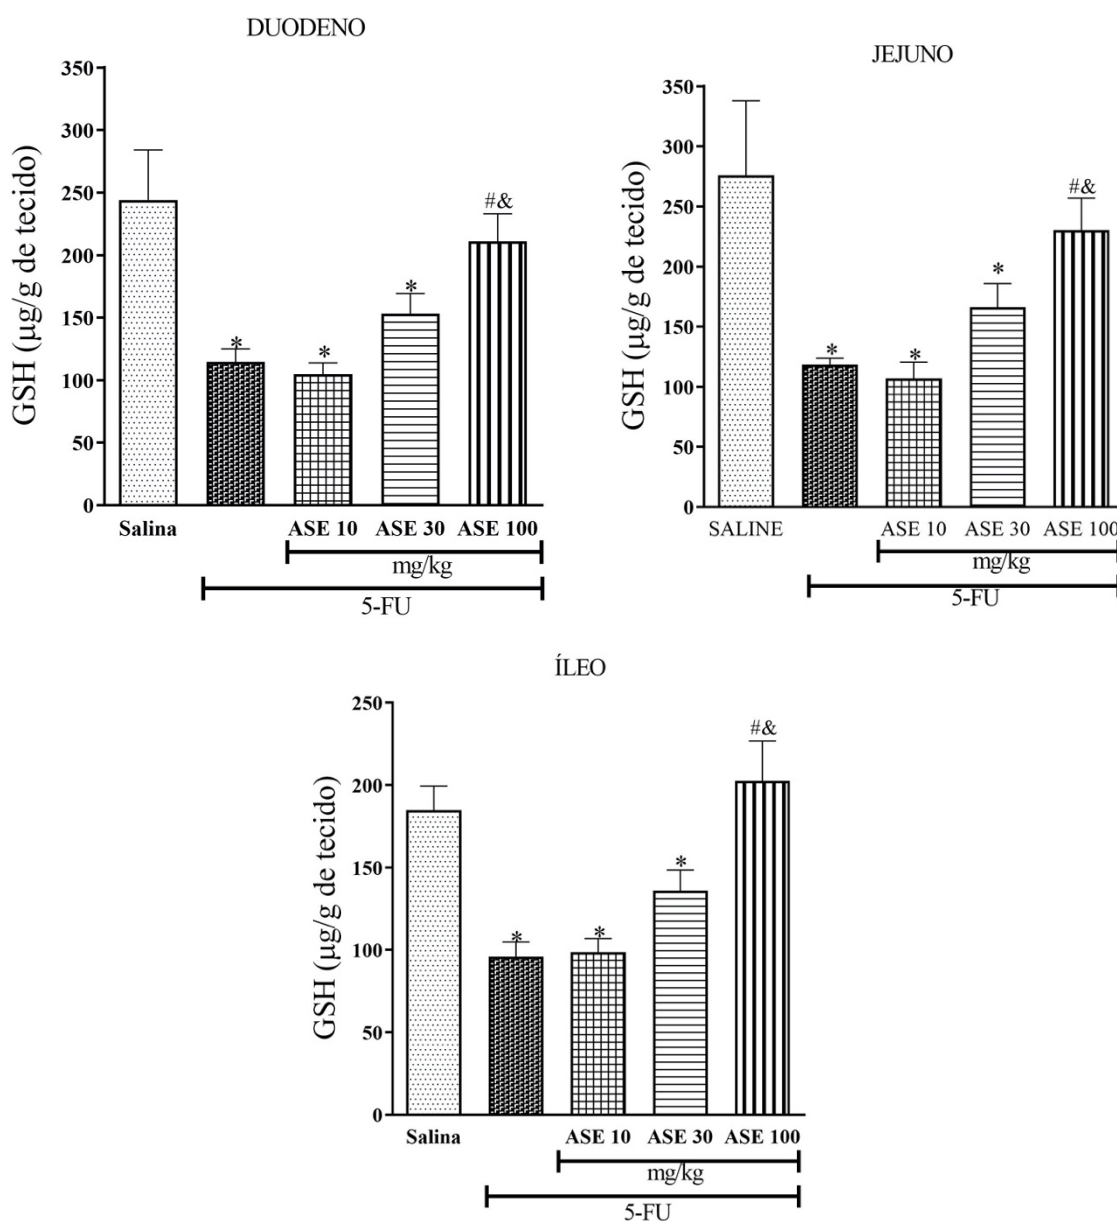 DUODENO
GSH (µg/g de tecido)
350
300
250
200
150
100
50
0
*
*
*
#&
Salina
ASE 10
ASE 30
ASE 100
mg/kg
5-FU
JEJUNO
GSH (µg/g de tecido)
350
300
250
200
150
100
50
0
*
*
*
#&
SALINE
ASE 10
ASE 30
ASE 100
mg/kg
5-FU
ÍLEO
GSH (µg/g de tecido)
250
200
150
100
50
0
*
*
*
#&
Salina
ASE 10
ASE 30
ASE 100
mg/kg
5-FU